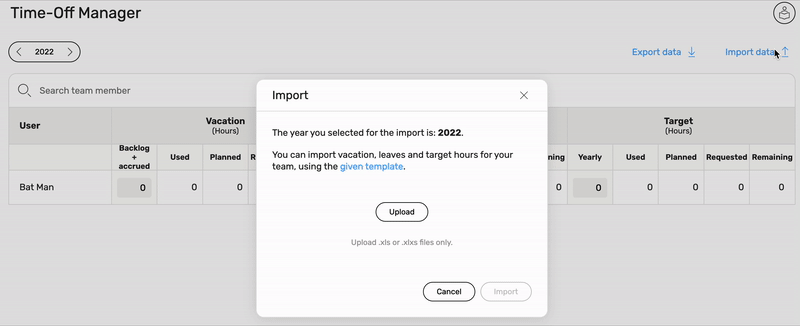 Time-Off Manager
2022
Export data
Import data
Search team member
User
Vacation
(Hours)
Target
(Hours)
Backlog
+
accrued
Used
Planned
Yearly
Used
Planned
Requested
Remaining
Bat Man
0
0
0
0
0
0
0
0
0
Import
The year you selected for the import is: 2022.
You can import vacation, leaves and target hours for your
team, using the given template.
Upload
Upload .xls or .xlxs files only.
Cancel
Import